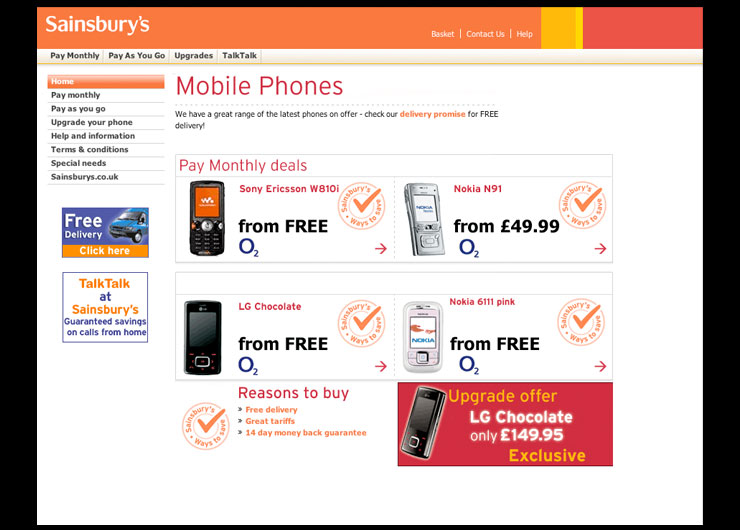 Sainsbury's
Basket | Contact Us | Help
Pay Monthly
Pay As You Go
Upgrades
TalkTalk
Home
Pay monthly
Pay as you go
Upgrade your phone
Help and information
Terms & conditions
Special needs
Sainsburys.co.uk
Free
Delivery
Click here
TalkTalk
at
Sainsbury's
Guaranteed savings
on calls from home
Mobile Phones
We have a great range of the latest phones on offer - check our delivery promise for FREE
delivery!
Pay Monthly deals
Sony Ericsson W810i
from FREE
O2
Sainsbury's
Ways to save
Nokia N91
from £49.99
O2
NOKIA
Sainsbury's
Ways to save
LG Chocolate
from FREE
O2
Sainsbury's
Ways to save
Nokia 6111 pink
from FREE
O2
NOKIA
Sainsbury's
Ways to save
Reasons to buy
» Free delivery
» Great tariffs
» 14 day money back guarantee
Sainsbury's
Ways to save
Upgrade offer
LG Chocolate
only £149.95
Exclusive